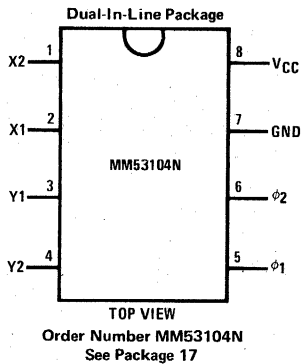 Dual-In-Line Package
X2 1 8 VCC
X1 2 7 GND
MM53104N
Y1 3 6 ϕ2
Y2 4 5 ϕ1
TOP VIEW
Order Number MM53104N
See Package 17